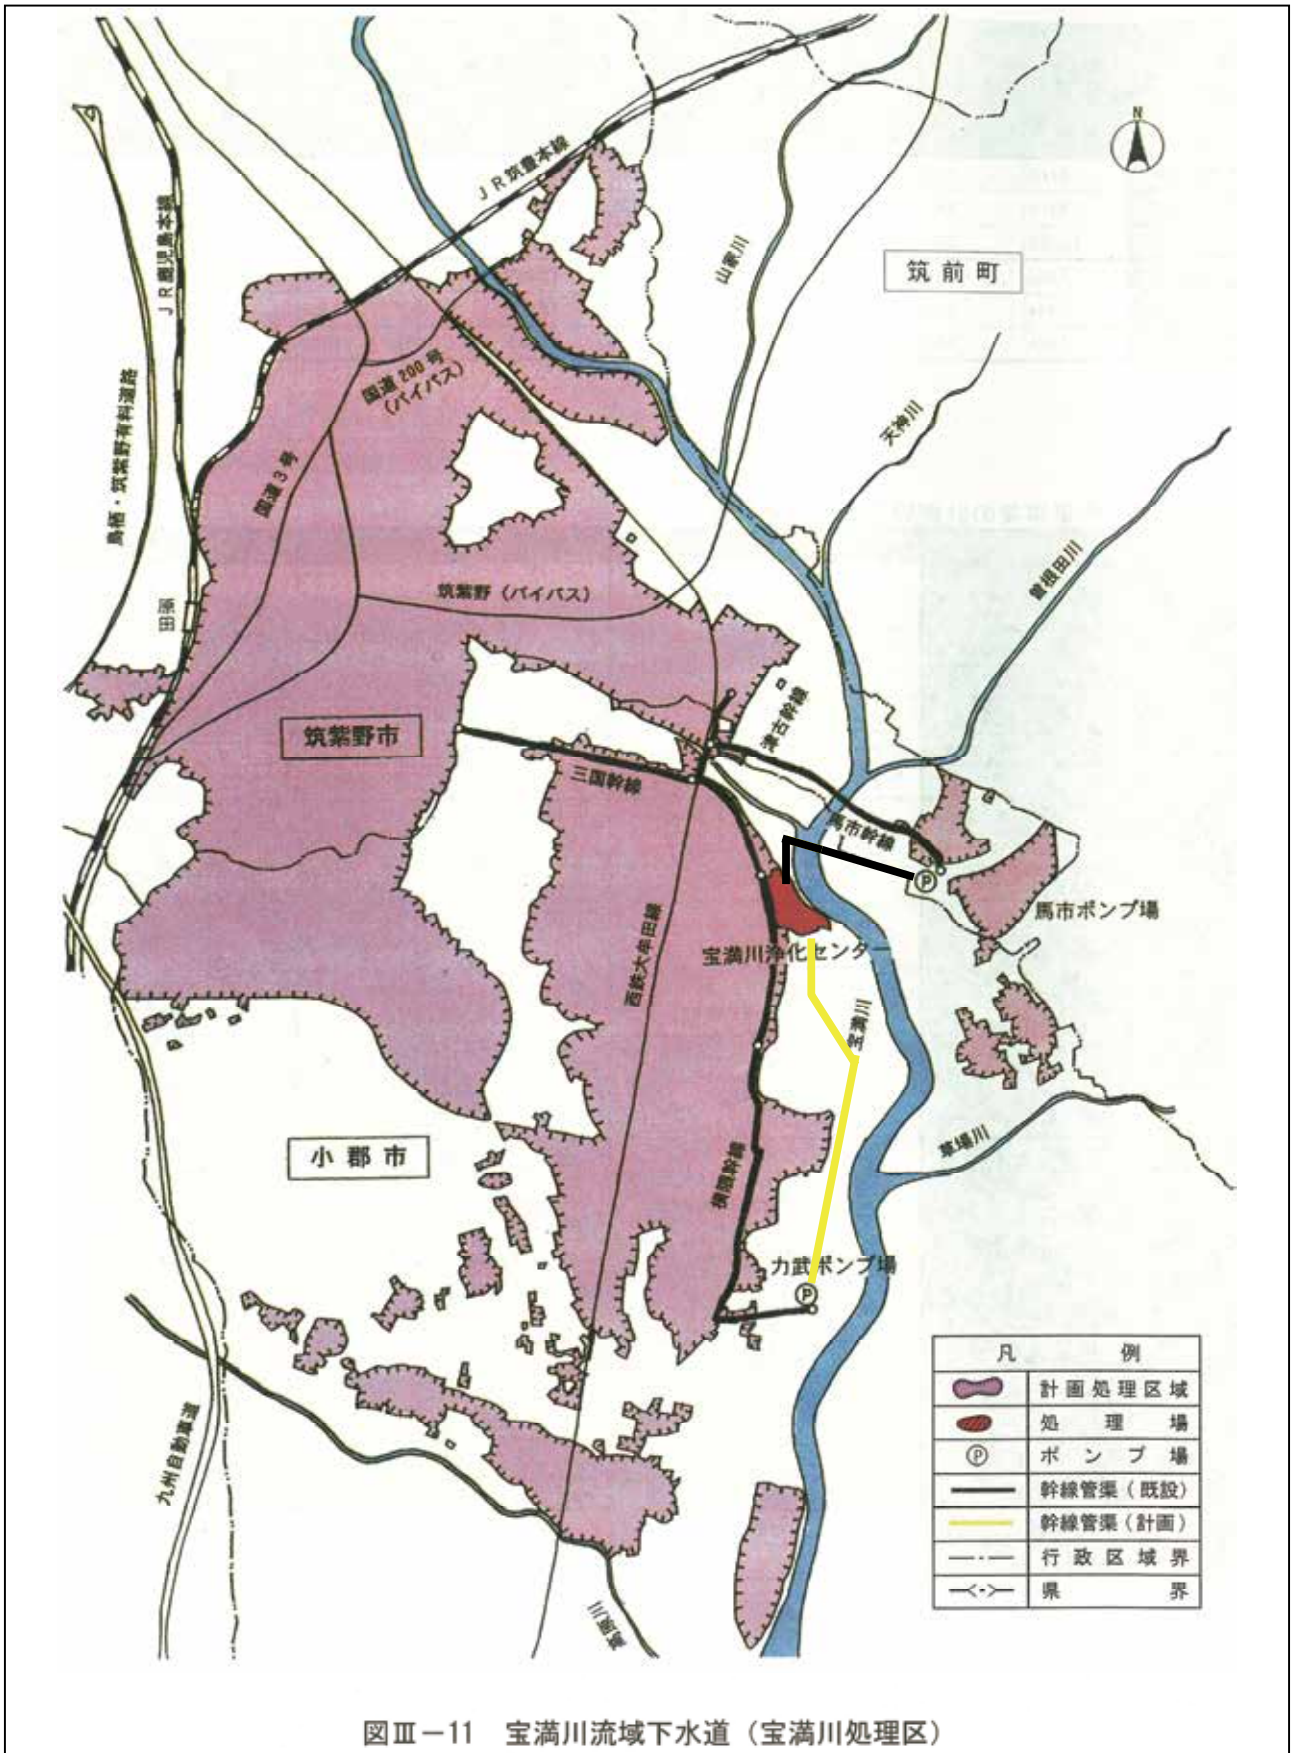 N
JR筑豊本線
JR鹿児島本線
山家川
筑前町
国道200号
(バイパス)
鳥栖・筑紫野有料道路
天神川
国道3号
曽根田川
筑紫野(バイパス)
原田
筑紫野市
津古幹線
三国幹線
馬市幹線
P
馬市ポンプ場
西鉄大牟田線
宝満川浄化センター
宝満川
小郡市
横隈幹線
草場川
力武ポンプ場
P
九州自動車道
高原川
凡例
計画処理区域
処理場
P ポンプ場
幹線管渠(既設)
幹線管渠(計画)
行政区域界
県界
図Ⅲ-11 宝満川流域下水道(宝満川処理区)